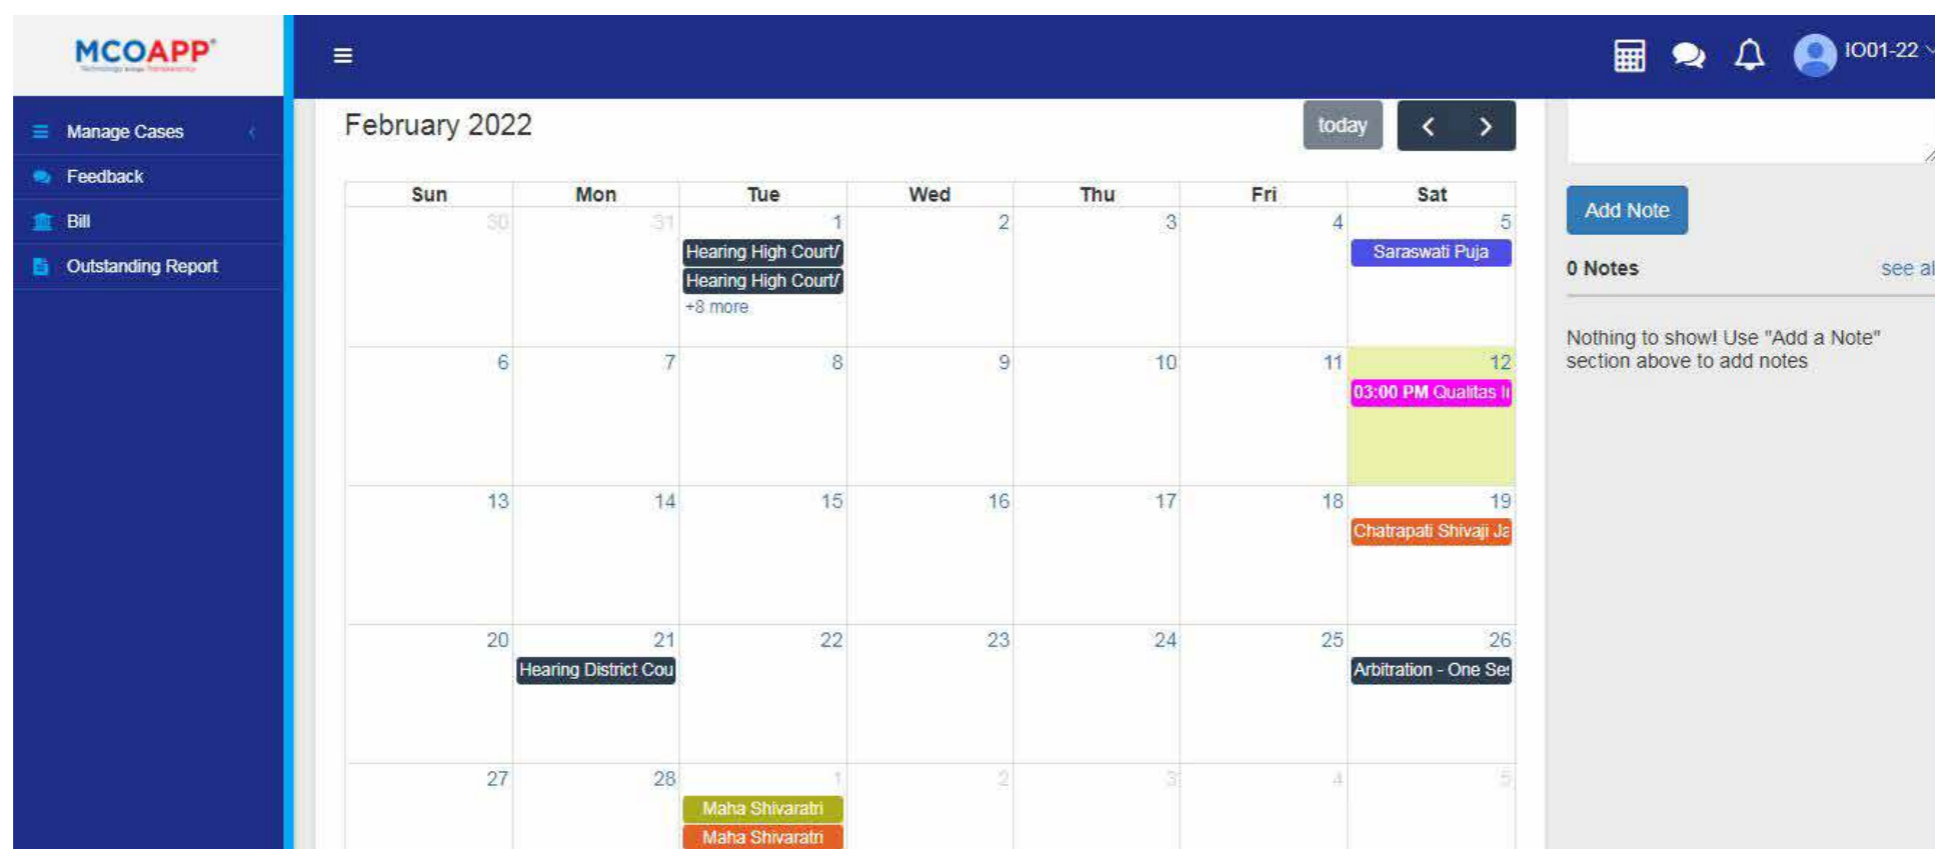 MCOAPP
IO01-22
Manage Cases
Feedback
Bill
Outstanding Report
February 2022
today
Sun Mon Tue Wed Thu Fri Sat
30 31 1 2 3 4 5
Hearing High Court/
Saraswati Puja
Hearing High Court/
+8 more
6 7 8 9 10 11 12
03:00 PM Qualitas In
13 14 15 16 17 18 19
Chatrapati Shivaji Ja
20 21 22 23 24 25 26
Hearing District Cou
Arbitration - One Ses
27 28 1 2 3 4 5
Maha Shivaratri
Maha Shivaratri
Add Note
0 Notes see al
Nothing to show! Use "Add a Note"
section above to add notes